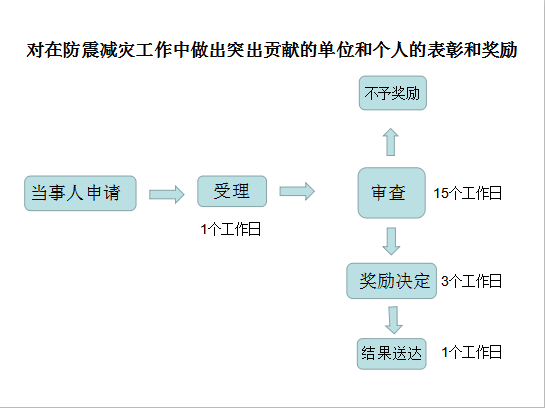 对在防震减灾工作中做出突出贡献的单位和个人的表彰和奖励
不予奖励
当事人申请
受理
审查
15个工作日
1个工作日
奖励决定
3个工作日
结果送达
1个工作日